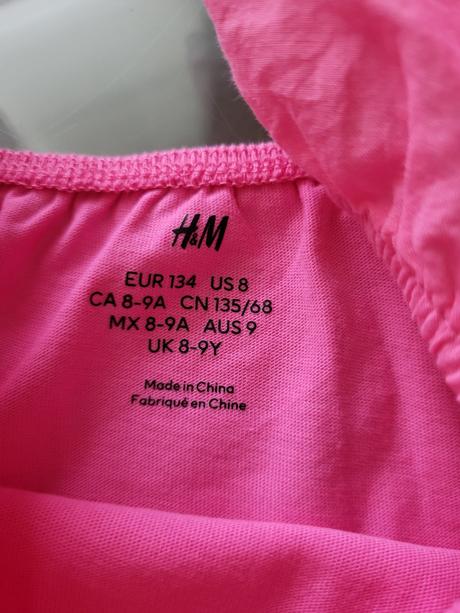 H&M
EUR 134 US 8
CA 8-9A CN 135/68
MX 8-9A AUS 9
UK 8-9Y
Made in China
Fabriqué en Chine